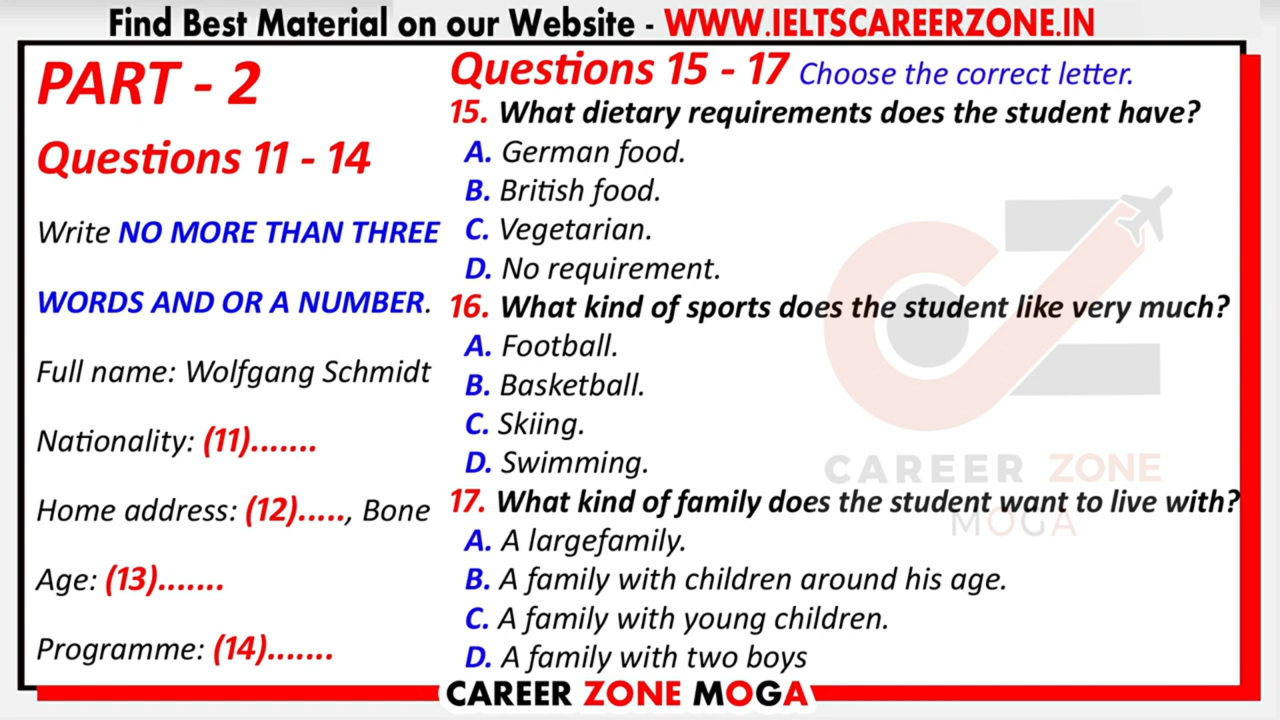 Find Best Material on our Website - WWW.IELTSCAREERZONE.IN
PART - 2
Questions 11 - 14
Write NO MORE THAN THREE
WORDS AND OR A NUMBER.
Full name: Wolfgang Schmidt
Nationality: (11).......
Home address: (12)....., Bone
Age: (13).......
Programme: (14).......
Questions 15 - 17 Choose the correct letter.
15. What dietary requirements does the student have?
A. German food.
B. British food.
C. Vegetarian.
D. No requirement.
16. What kind of sports does the student like very much?
A. Football.
B. Basketball.
C. Skiing.
D. Swimming.
17. What kind of family does the student want to live with?
A. A largefamily.
B. A family with children around his age.
C. A family with young children.
D. A family with two boys
CAREER ZONE
MOGA
CAREER ZONE MOGA